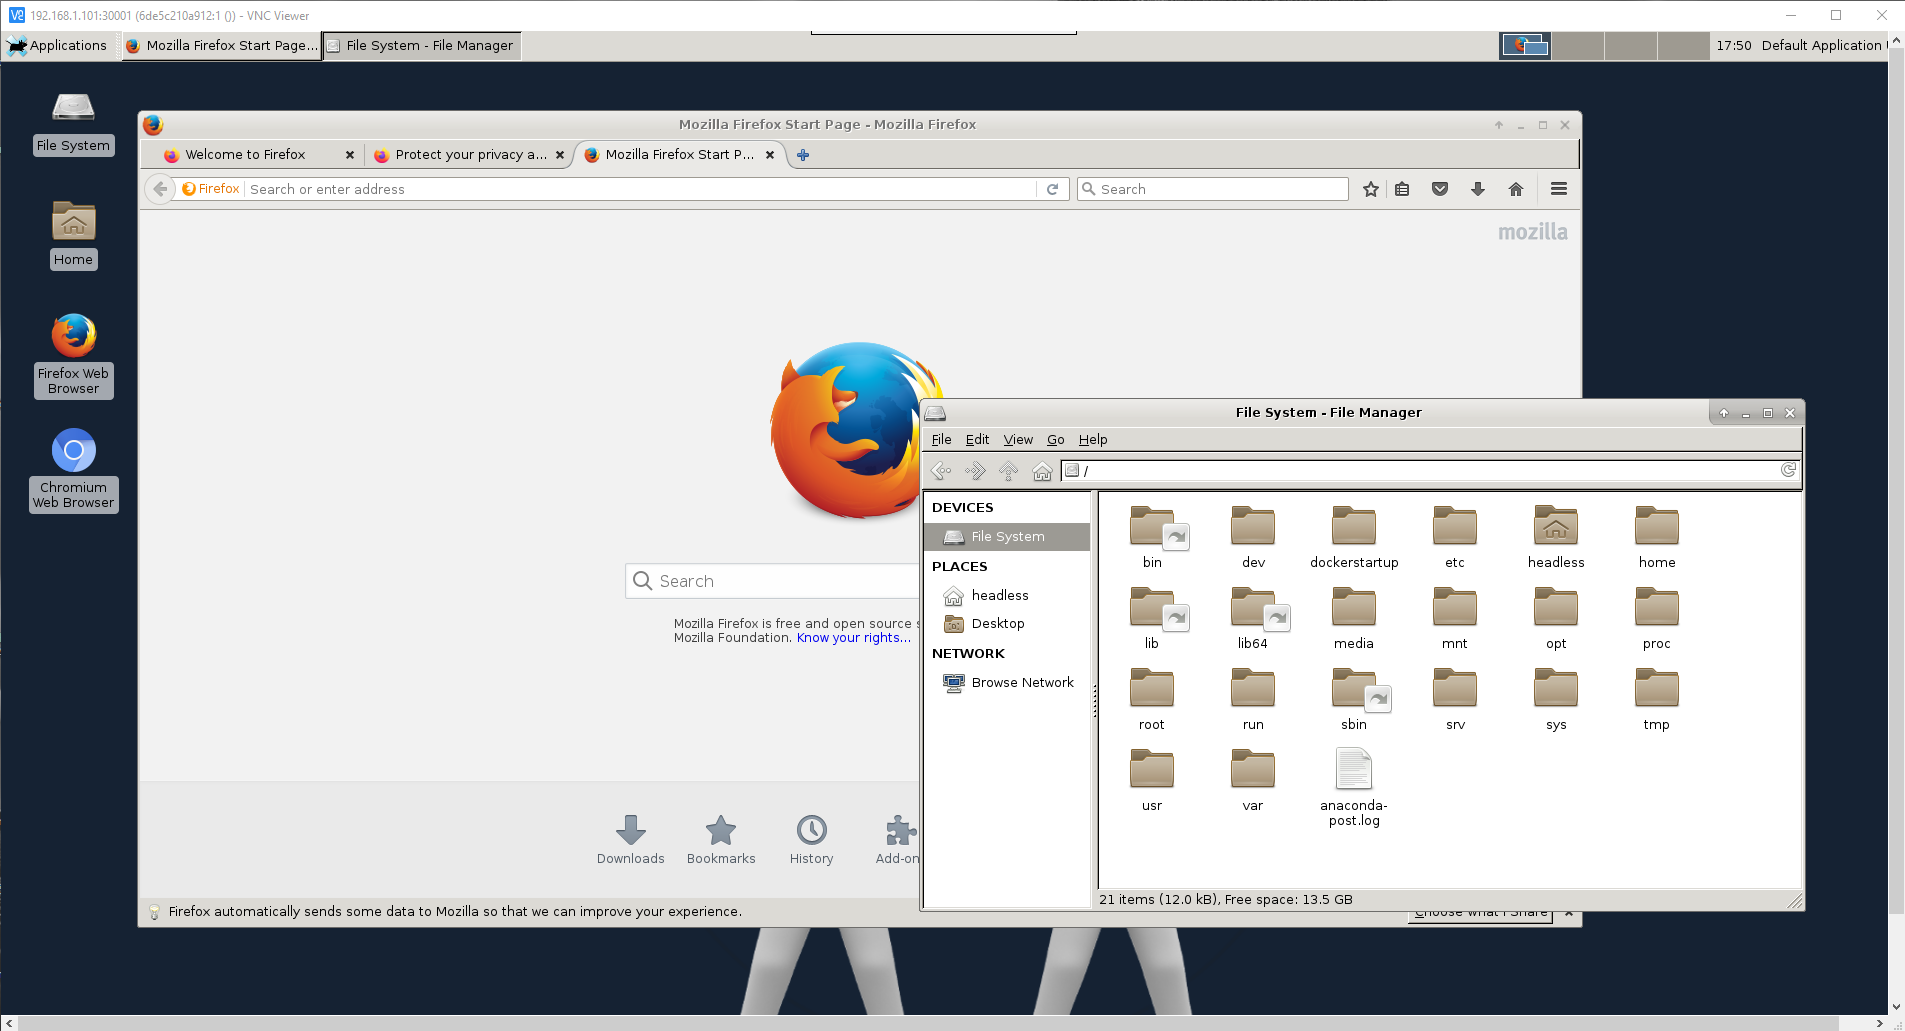 192.168.1.101:30001 (6de5c210a912:1 ()) - VNC Viewer
Applications
Mozilla Firefox Start Page...
File System - File Manager
17:50
Default Application
File System
Home
Firefox Web
Browser
Chromium
Web Browser
Mozilla Firefox Start Page - Mozilla Firefox
Welcome to Firefox
Protect your privacy a...
Mozilla Firefox Start P...
Firefox
Search or enter address
Search
mozilla
Search
Mozilla Firefox is free and open source
Mozilla Foundation. Know your rights...
Downloads
Bookmarks
History
Add-on
Firefox automatically sends some data to Mozilla so that we can improve your experience.
Choose what I Share
File System - File Manager
File Edit View Go Help
/
DEVICES
File System
PLACES
headless
Desktop
NETWORK
Browse Network
bin dev dockerstartup etc headless home
lib lib64 media mnt opt proc
root run sbin srv sys tmp
usr var anaconda-
post.log
21 items (12.0 kB), Free space: 13.5 GB